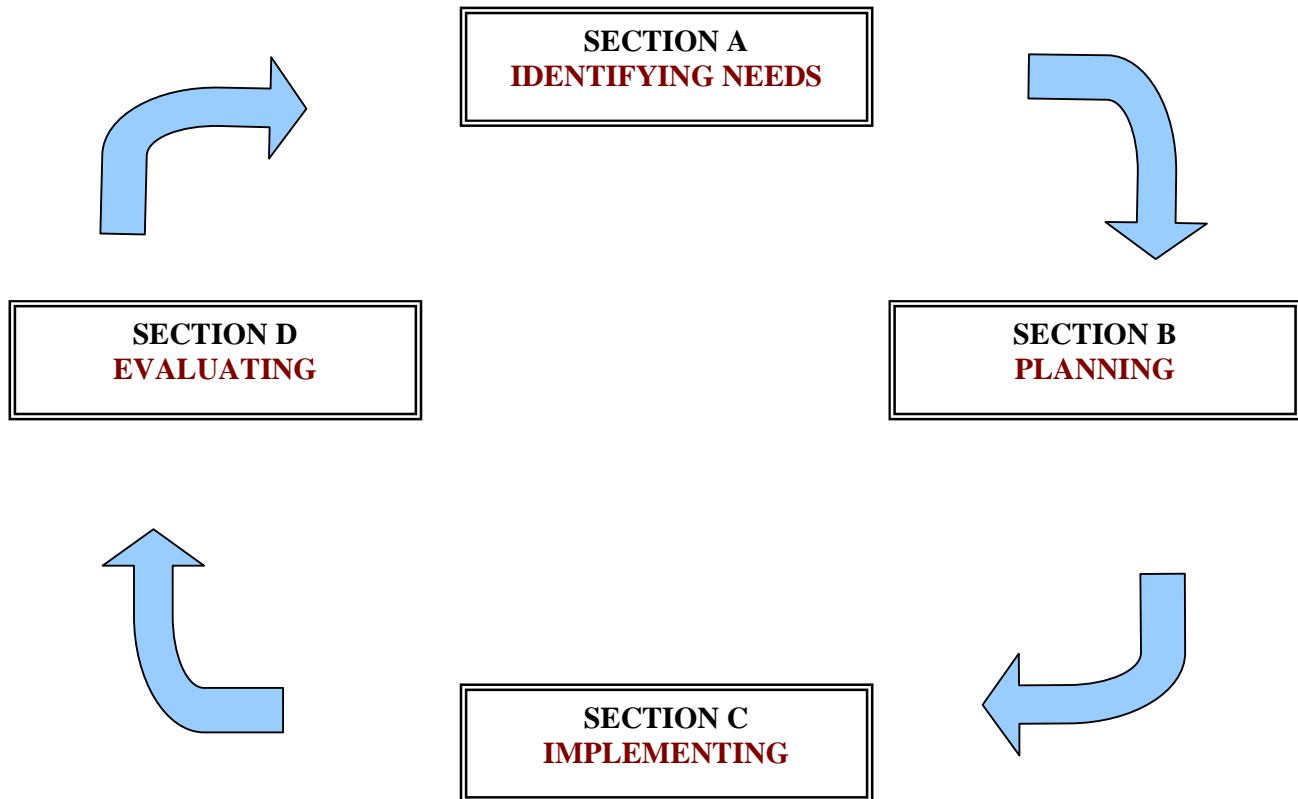 SECTION A
IDENTIFYING NEEDS
SECTION D
EVALUATING
SECTION B
PLANNING
SECTION C
IMPLEMENTING